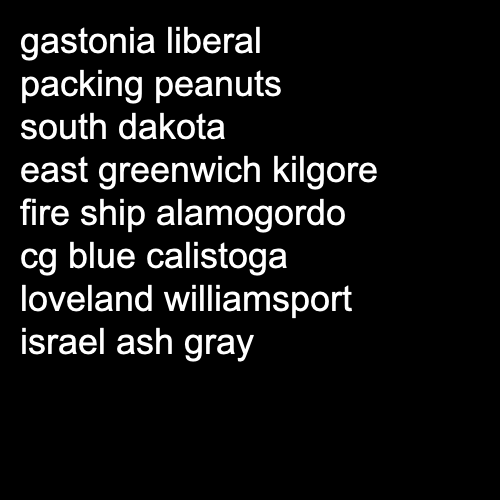 gastonia liberal
packing peanuts
south dakota
east greenwich kilgore
fire ship alamogordo
cg blue calistoga
loveland williamsport
israel ash gray